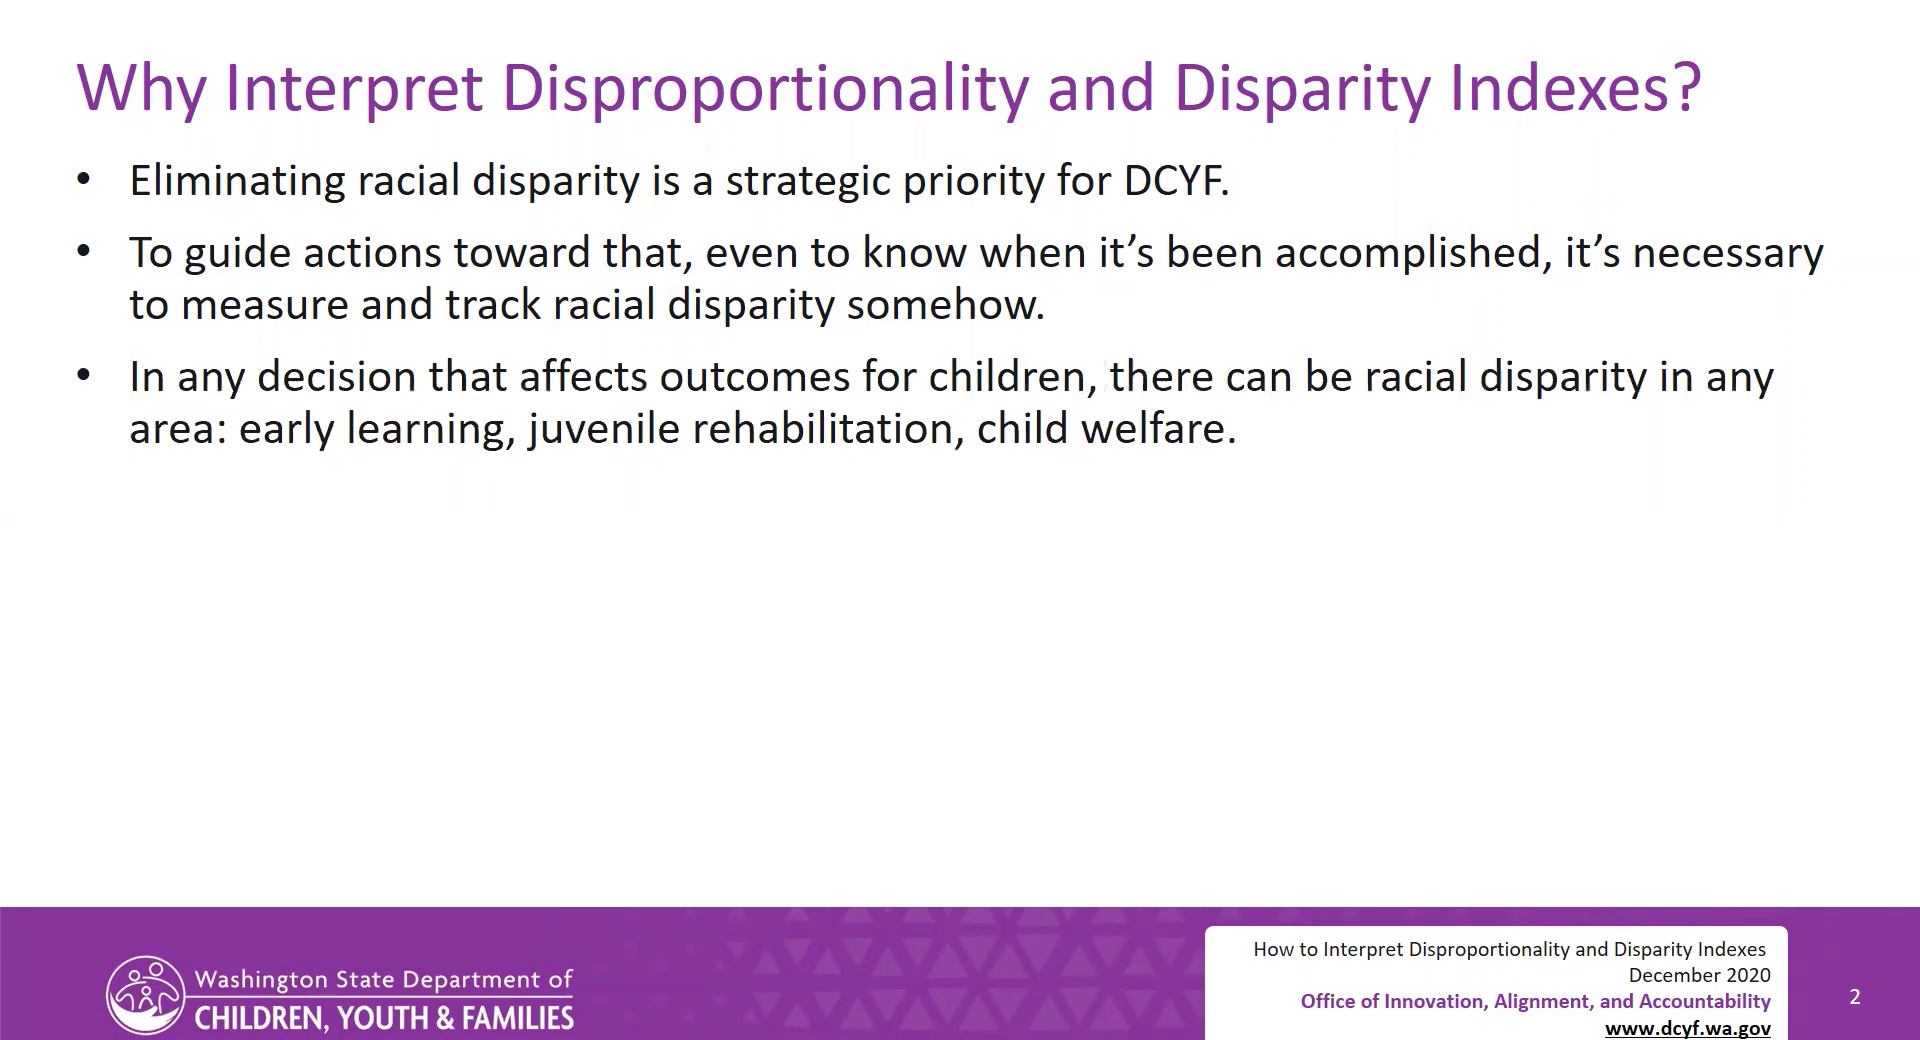 Why Interpret Disproportionality and Disparity Indexes?
• Eliminating racial disparity is a strategic priority for DCYF.
• To guide actions toward that, even to know when it’s been accomplished, it’s necessary
to measure and track racial disparity somehow.
• In any decision that affects outcomes for children, there can be racial disparity in any
area: early learning, juvenile rehabilitation, child welfare.
Washington State Department of
CHILDREN, YOUTH & FAMILIES
How to Interpret Disproportionality and Disparity Indexes
December 2020
Office of Innovation, Alignment, and Accountability
www.dcyf.wa.gov
2